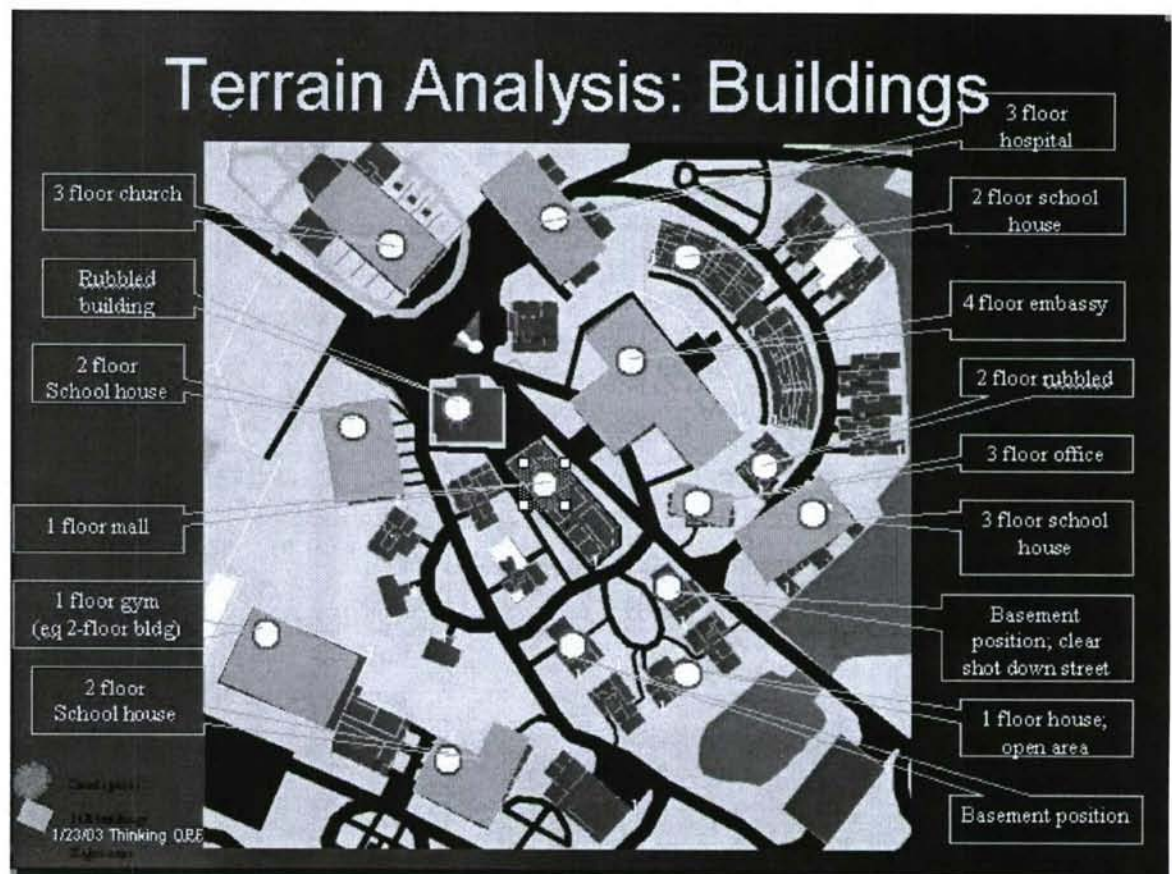 Terrain Analysis: Buildings
3 floor church
Rubbled
building
2 floor
School house
1 floor mall
1 floor gym
(eq 2-floor bldg)
2 floor
School house
3 floor
hospital
2 floor school
house
4 floor embassy
2 floor rubbled
3 floor office
3 floor school
house
Basement
position; clear
shot down street
1 floor house;
open area
Basement position
1/23/03 Thinking